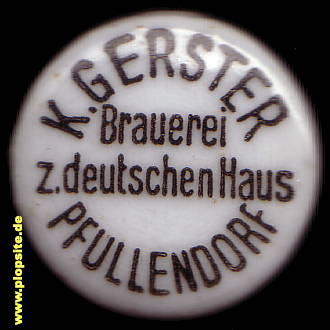 K. GERSTER
Brauerei
z. deutschen Haus
PFULLENDORF
www.plopsite.de